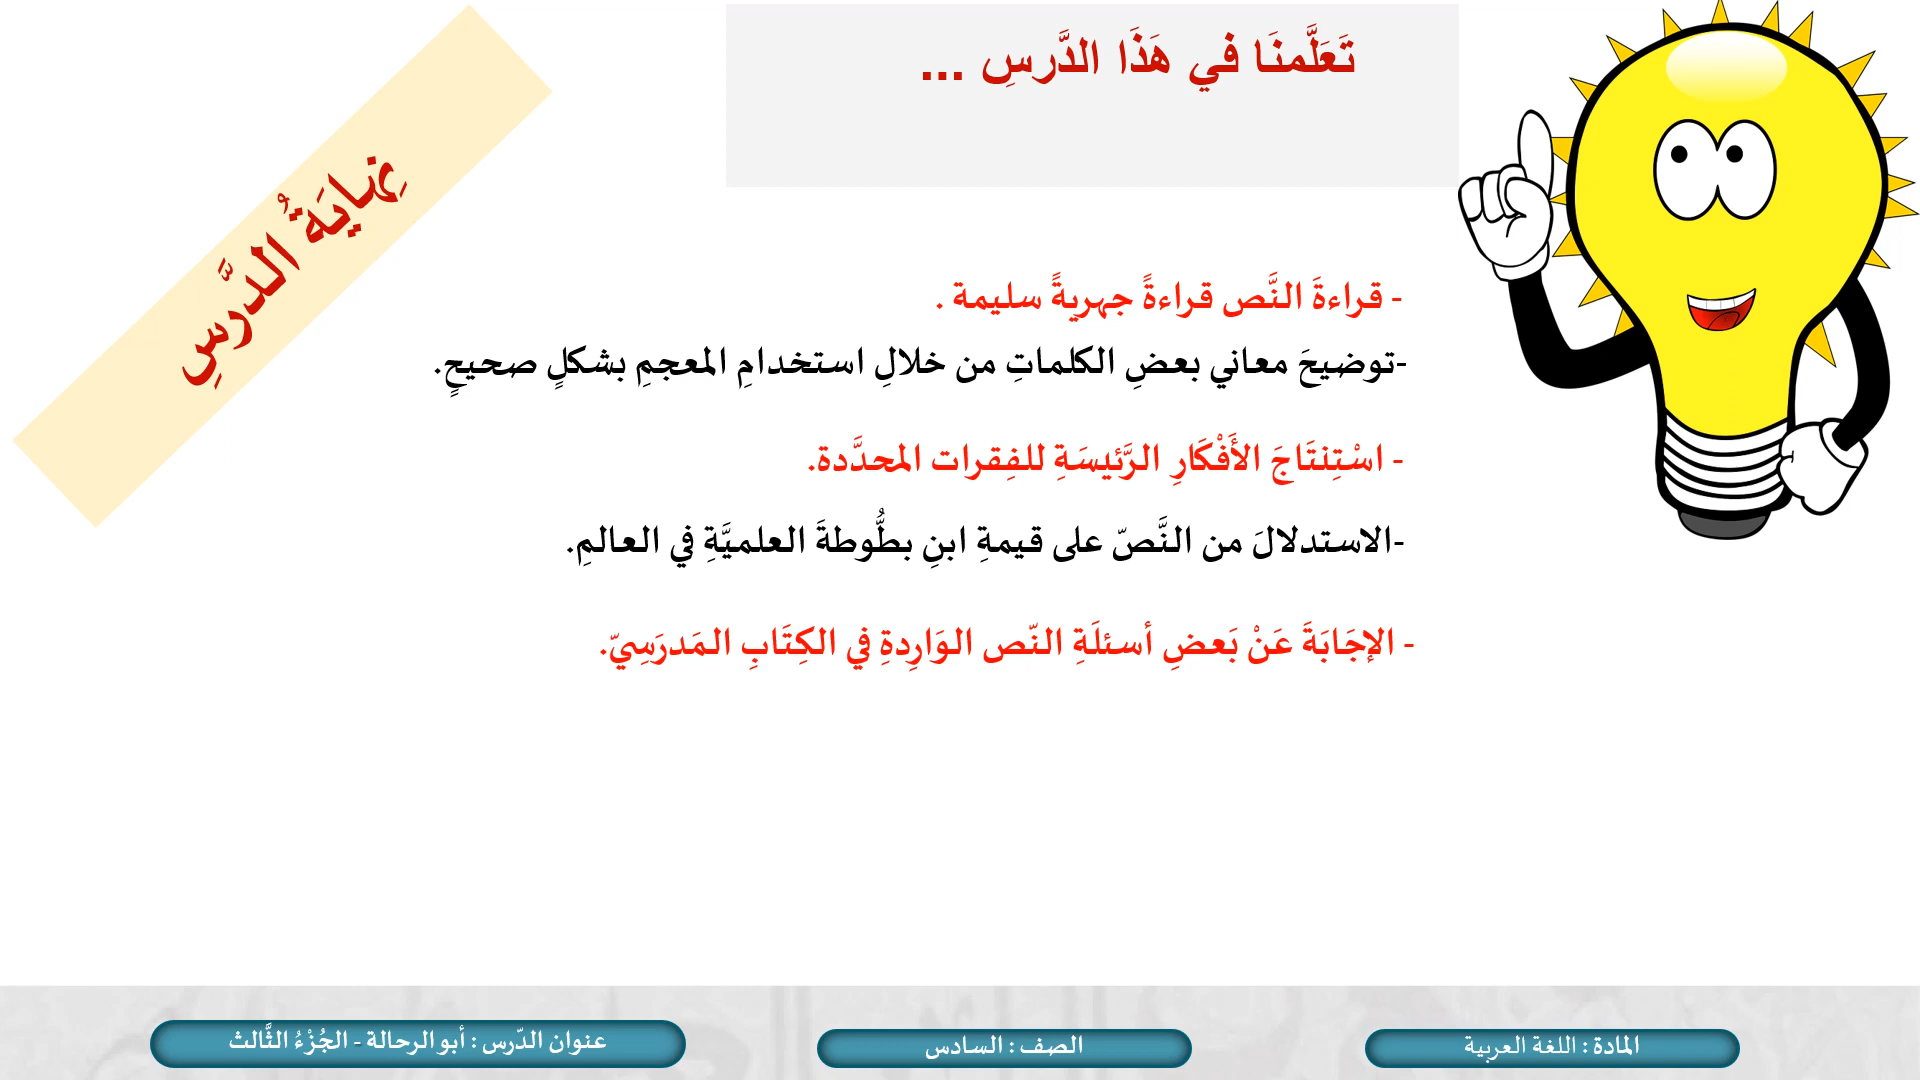 تَعَلَّمنَا في هَذَا الدَّرسِ ...
نِهايَةُ الدَّرسِ
- قراءةَ النَّص قراءةً جهريةً سليمة .
-توضيحَ معاني بعضِ الكلماتِ من خلالِ استخدامِ المعجمِ بشكلٍ صحيحٍ.
- اسْتِنتَاجَ الأَفْكَارِ الرَّئيسَةِ للفِقرات المحدَّدة.
-الاستدلالَ من النَّصّ على قيمةِ ابنِ بطُّوطةَ العلميَّةِ في العالمِ.
- الإجَابَةَ عَنْ بَعضِ أسئلَةِ النّص الوَارِدةِ في الكِتَابِ المَدرَسِيّ.
المادة : اللغة العربية
الصف : السادس
عنوان الدّرس : أبو الرحالة - الجُزْءُ الثَّالث